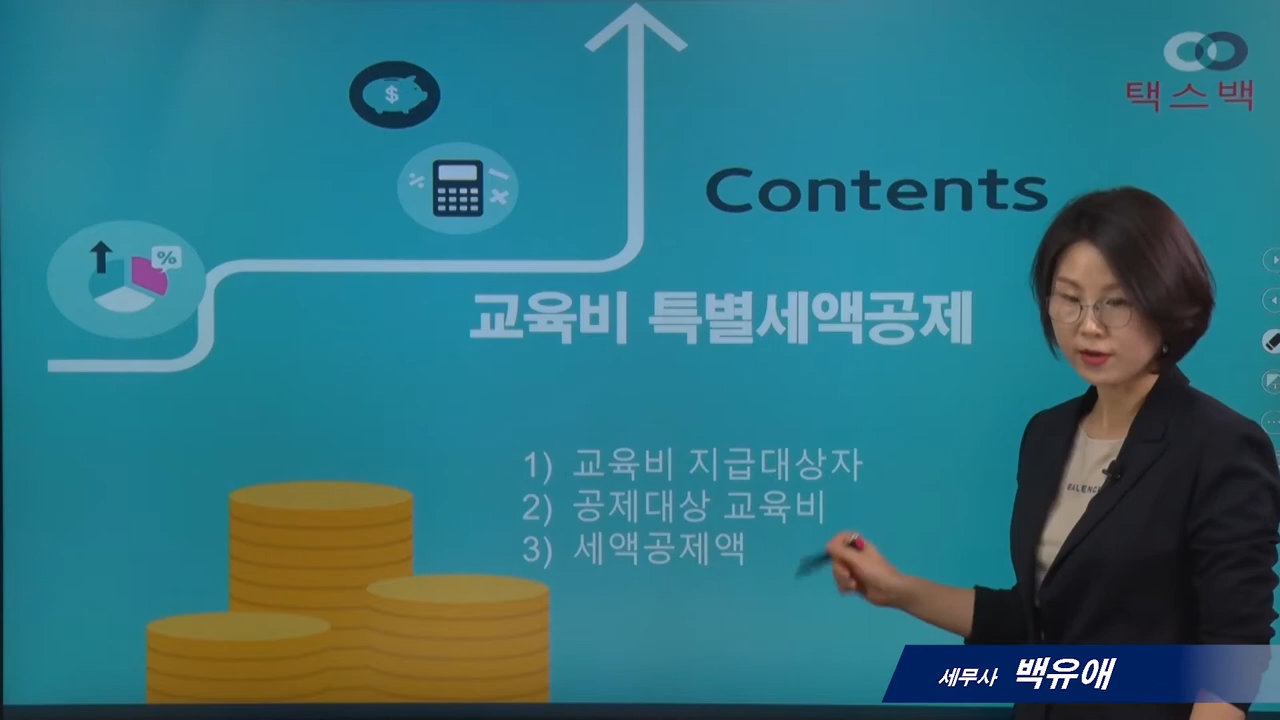 택스백
Contents
교육비 특별세액공제
1) 교육비 지급대상자
2) 공제대상 교육비
3) 세액공제액
세무사 백유애
$
%